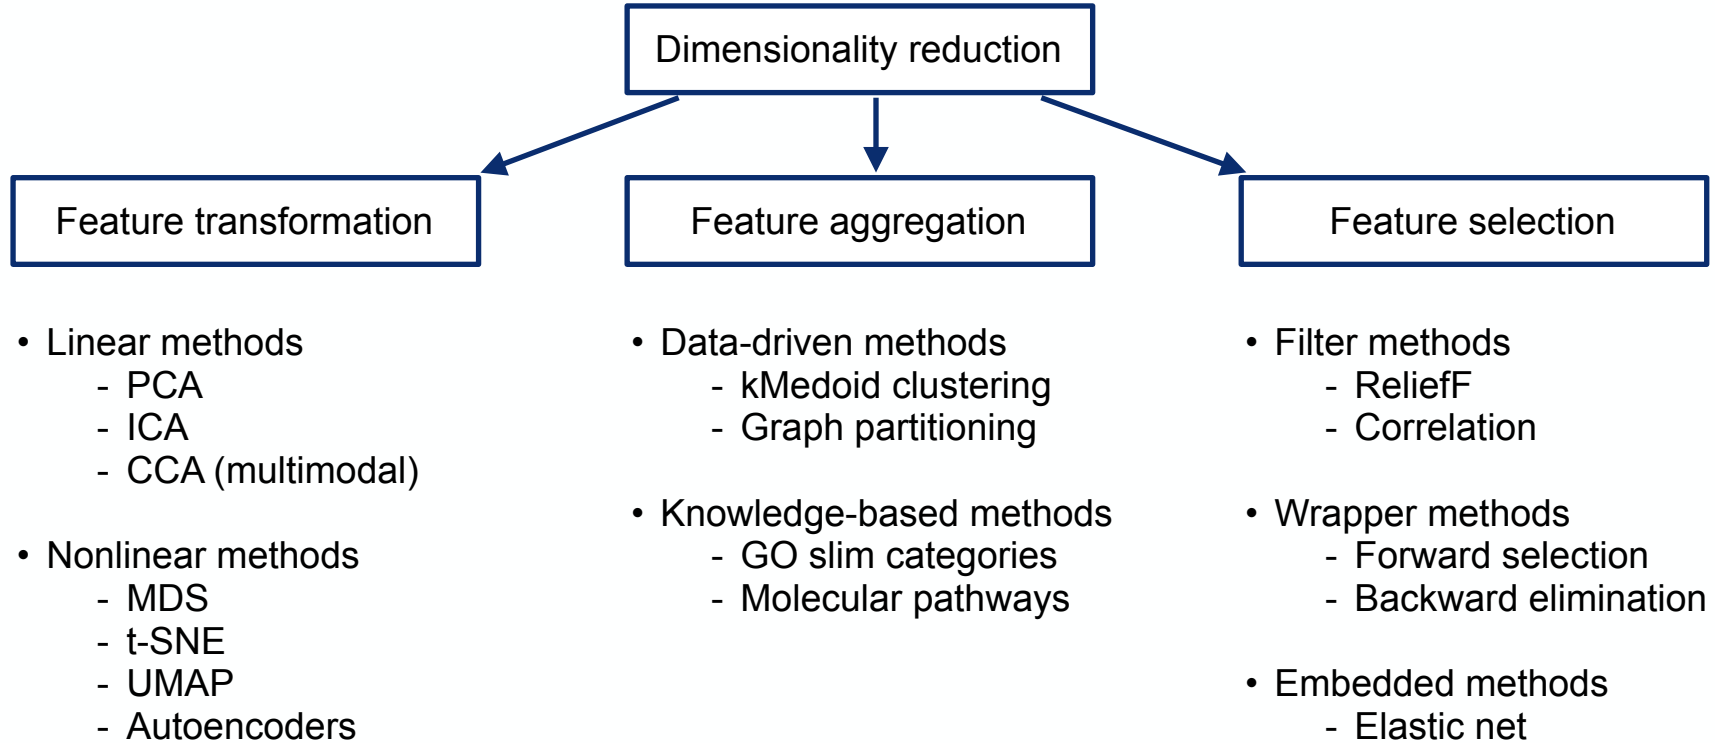 Dimensionality reduction
Feature transformation
• Linear methods
- PCA
- ICA
- CCA (multimodal)
• Nonlinear methods
- MDS
- t-SNE
- UMAP
- Autoencoders
Feature aggregation
• Data-driven methods
- kMedoid clustering
- Graph partitioning
• Knowledge-based methods
- GO slim categories
- Molecular pathways
Feature selection
• Filter methods
- ReliefF
- Correlation
• Wrapper methods
- Forward selection
- Backward elimination
• Embedded methods
- Elastic net